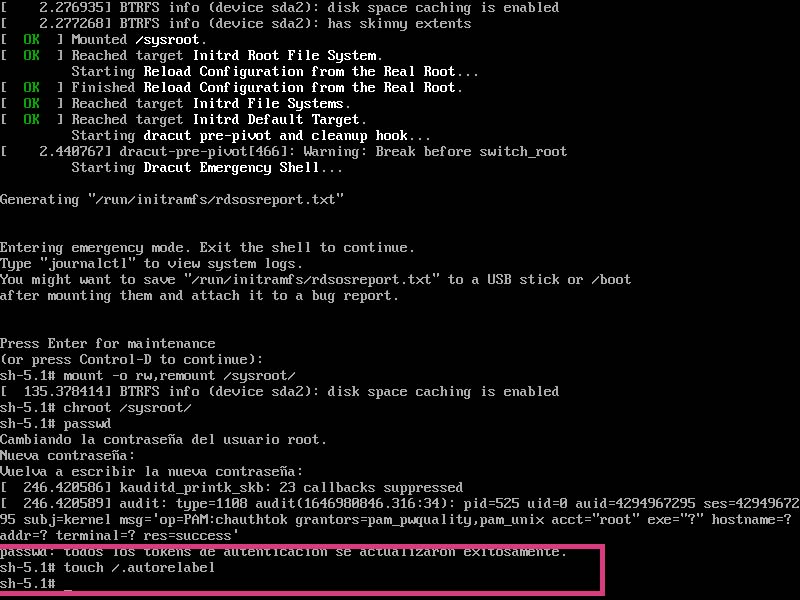 [    2.276935] BTRFS info (device sda2): disk space caching is enabled
[    2.277268] BTRFS info (device sda2): has skinny extents
[  OK  ] Mounted /sysroot.
[  OK  ] Reached target Initrd Root File System.
         Starting Reload Configuration from the Real Root...
[  OK  ] Finished Reload Configuration from the Real Root.
[  OK  ] Reached target Initrd File Systems.
[  OK  ] Reached target Initrd Default Target.
         Starting dracut pre-pivot and cleanup hook...
[    2.440767] dracut-pre-pivot[466]: Warning: Break before switch_root
         Starting Dracut Emergency Shell...
Generating "/run/initramfs/rdsosreport.txt"
Entering emergency mode. Exit the shell to continue.
Type "journalctl" to view system logs.
You might want to save "/run/initramfs/rdsosreport.txt" to a USB stick or /boot
after mounting them and attach it to a bug report.
Press Enter for maintenance
(or press Control-D to continue):
sh-5.1# mount -o rw,remount /sysroot/
[  135.378414] BTRFS info (device sda2): disk space caching is enabled
sh-5.1# chroot /sysroot/
sh-5.1# passwd
Cambiando la contraseña del usuario root.
Nueva contraseña:
Vuelva a escribir la nueva contraseña:
[  246.420586] kauditd_printk_skb: 23 callbacks suppressed
[  246.420589] audit: type=1108 audit(1646980846.316:34): pid=525 uid=0 auid=4294967295 ses=42949672
95 subj=kernel msg='op=PAM:chauthtok grantors=pam_pwquality,pam_unix acct="root" exe="?" hostname=?
addr=? terminal=? res=success'
passwd: todos los tokens de autenticación se actualizaron exitosamente.
sh-5.1# touch /.autorelabel
sh-5.1# _